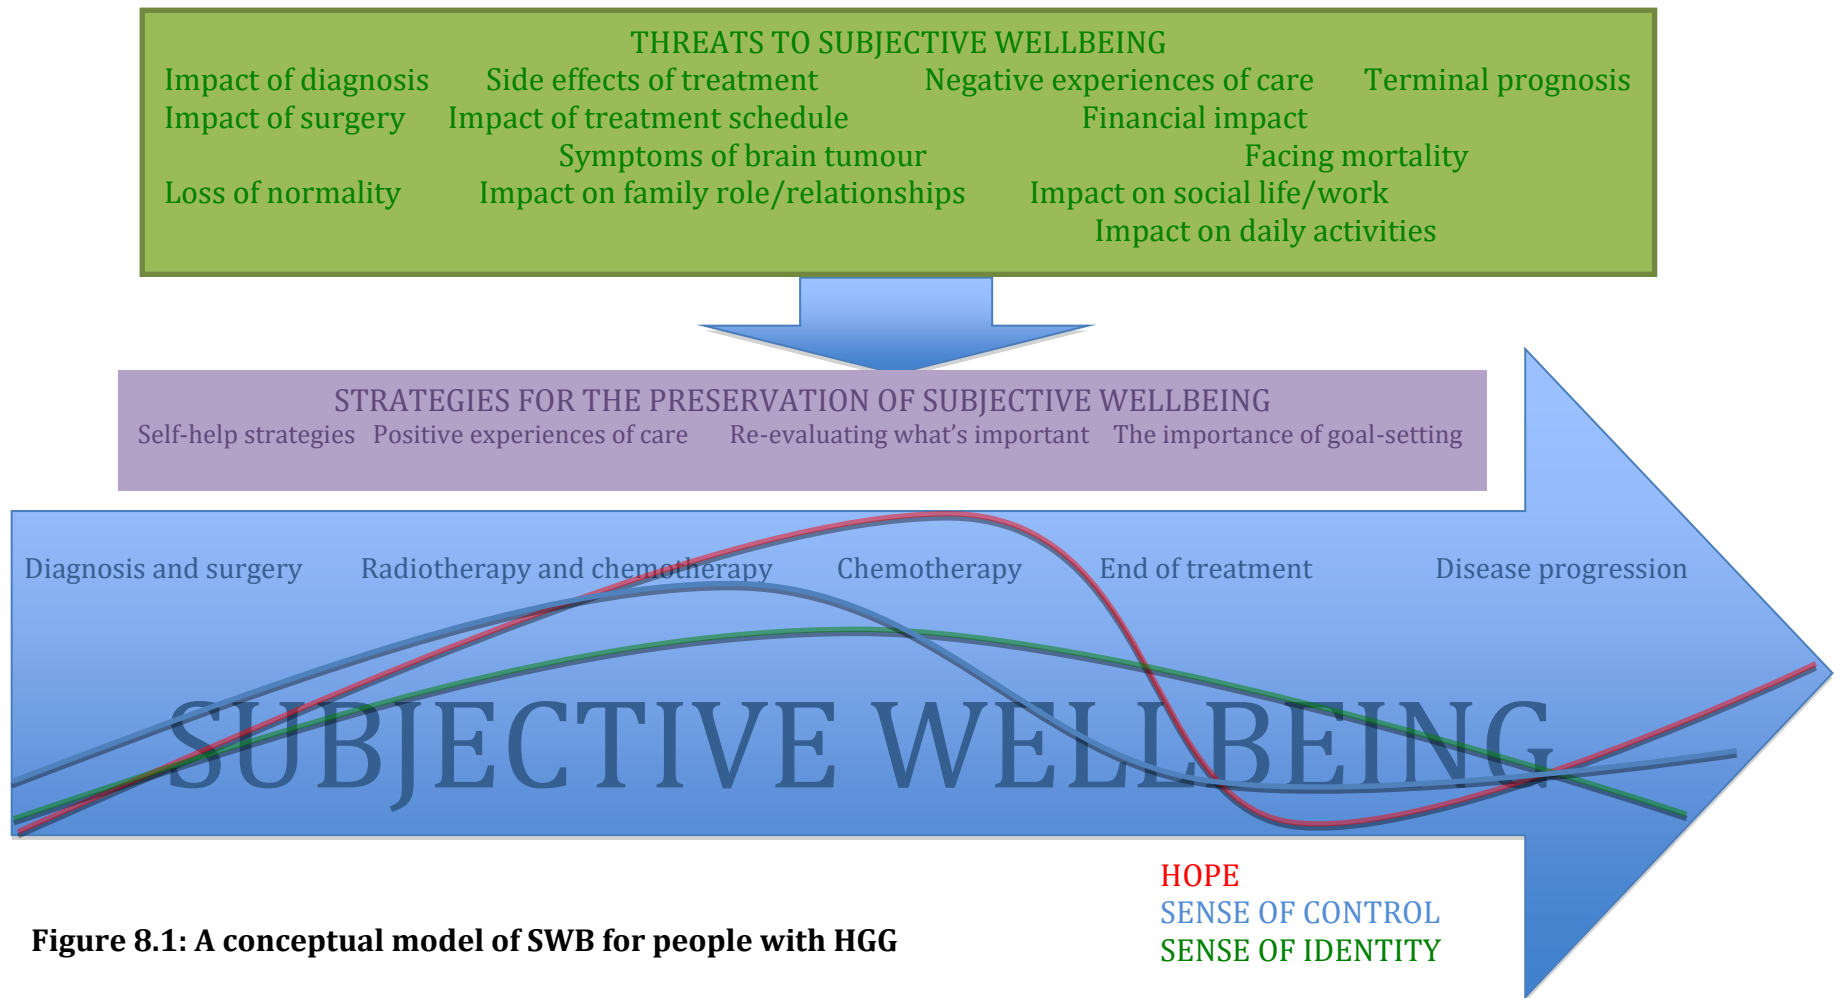 THREATS TO SUBJECTIVE WELLBEING
Impact of diagnosis Side effects of treatment Negative experiences of care Terminal prognosis
Impact of surgery Impact of treatment schedule Financial impact
Symptoms of brain tumour Facing mortality
Loss of normality Impact on family role/relationships Impact on social life/work
Impact on daily activities
STRATEGIES FOR THE PRESERVATION OF SUBJECTIVE WELLBEING
Self-help strategies Positive experiences of care Re-evaluating what's important The importance of goal-setting
Diagnosis and surgery Radiotherapy and chemotherapy Chemotherapy End of treatment Disease progression
SUBJECTIVE WELLBEING
HOPE
SENSE OF CONTROL
SENSE OF IDENTITY
Figure 8.1: A conceptual model of SWB for people with HGG